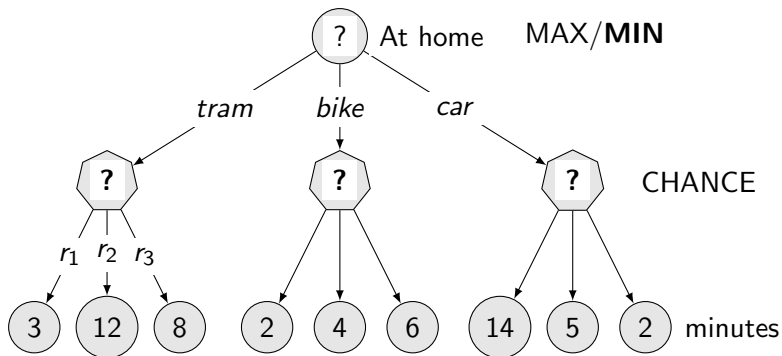 ? At home MAX/MIN
tram bike car
? ? ? CHANCE
r1 r2 r3
3 12 8 2 4 6 14 5 2 minutes